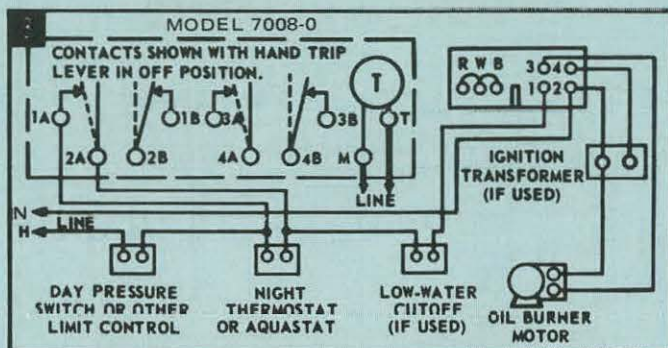 3
MODEL 7008-0
CONTACTS SHOWN WITH HAND TRIP
LEVER IN OFF POSITION.
T
R W B
3 4
1 2
1A
1B
3A
3B
T
2A
2B
4A
4B
M
LINE
IGNITION
TRANSFORMER
(IF USED)
N
H
LINE
DAY PRESSURE
SWITCH OR OTHER
LIMIT CONTROL
NIGHT
THERMOSTAT
OR AQUASTAT
LOW-WATER
CUTOFF
(IF USED)
OIL BURNER
MOTOR